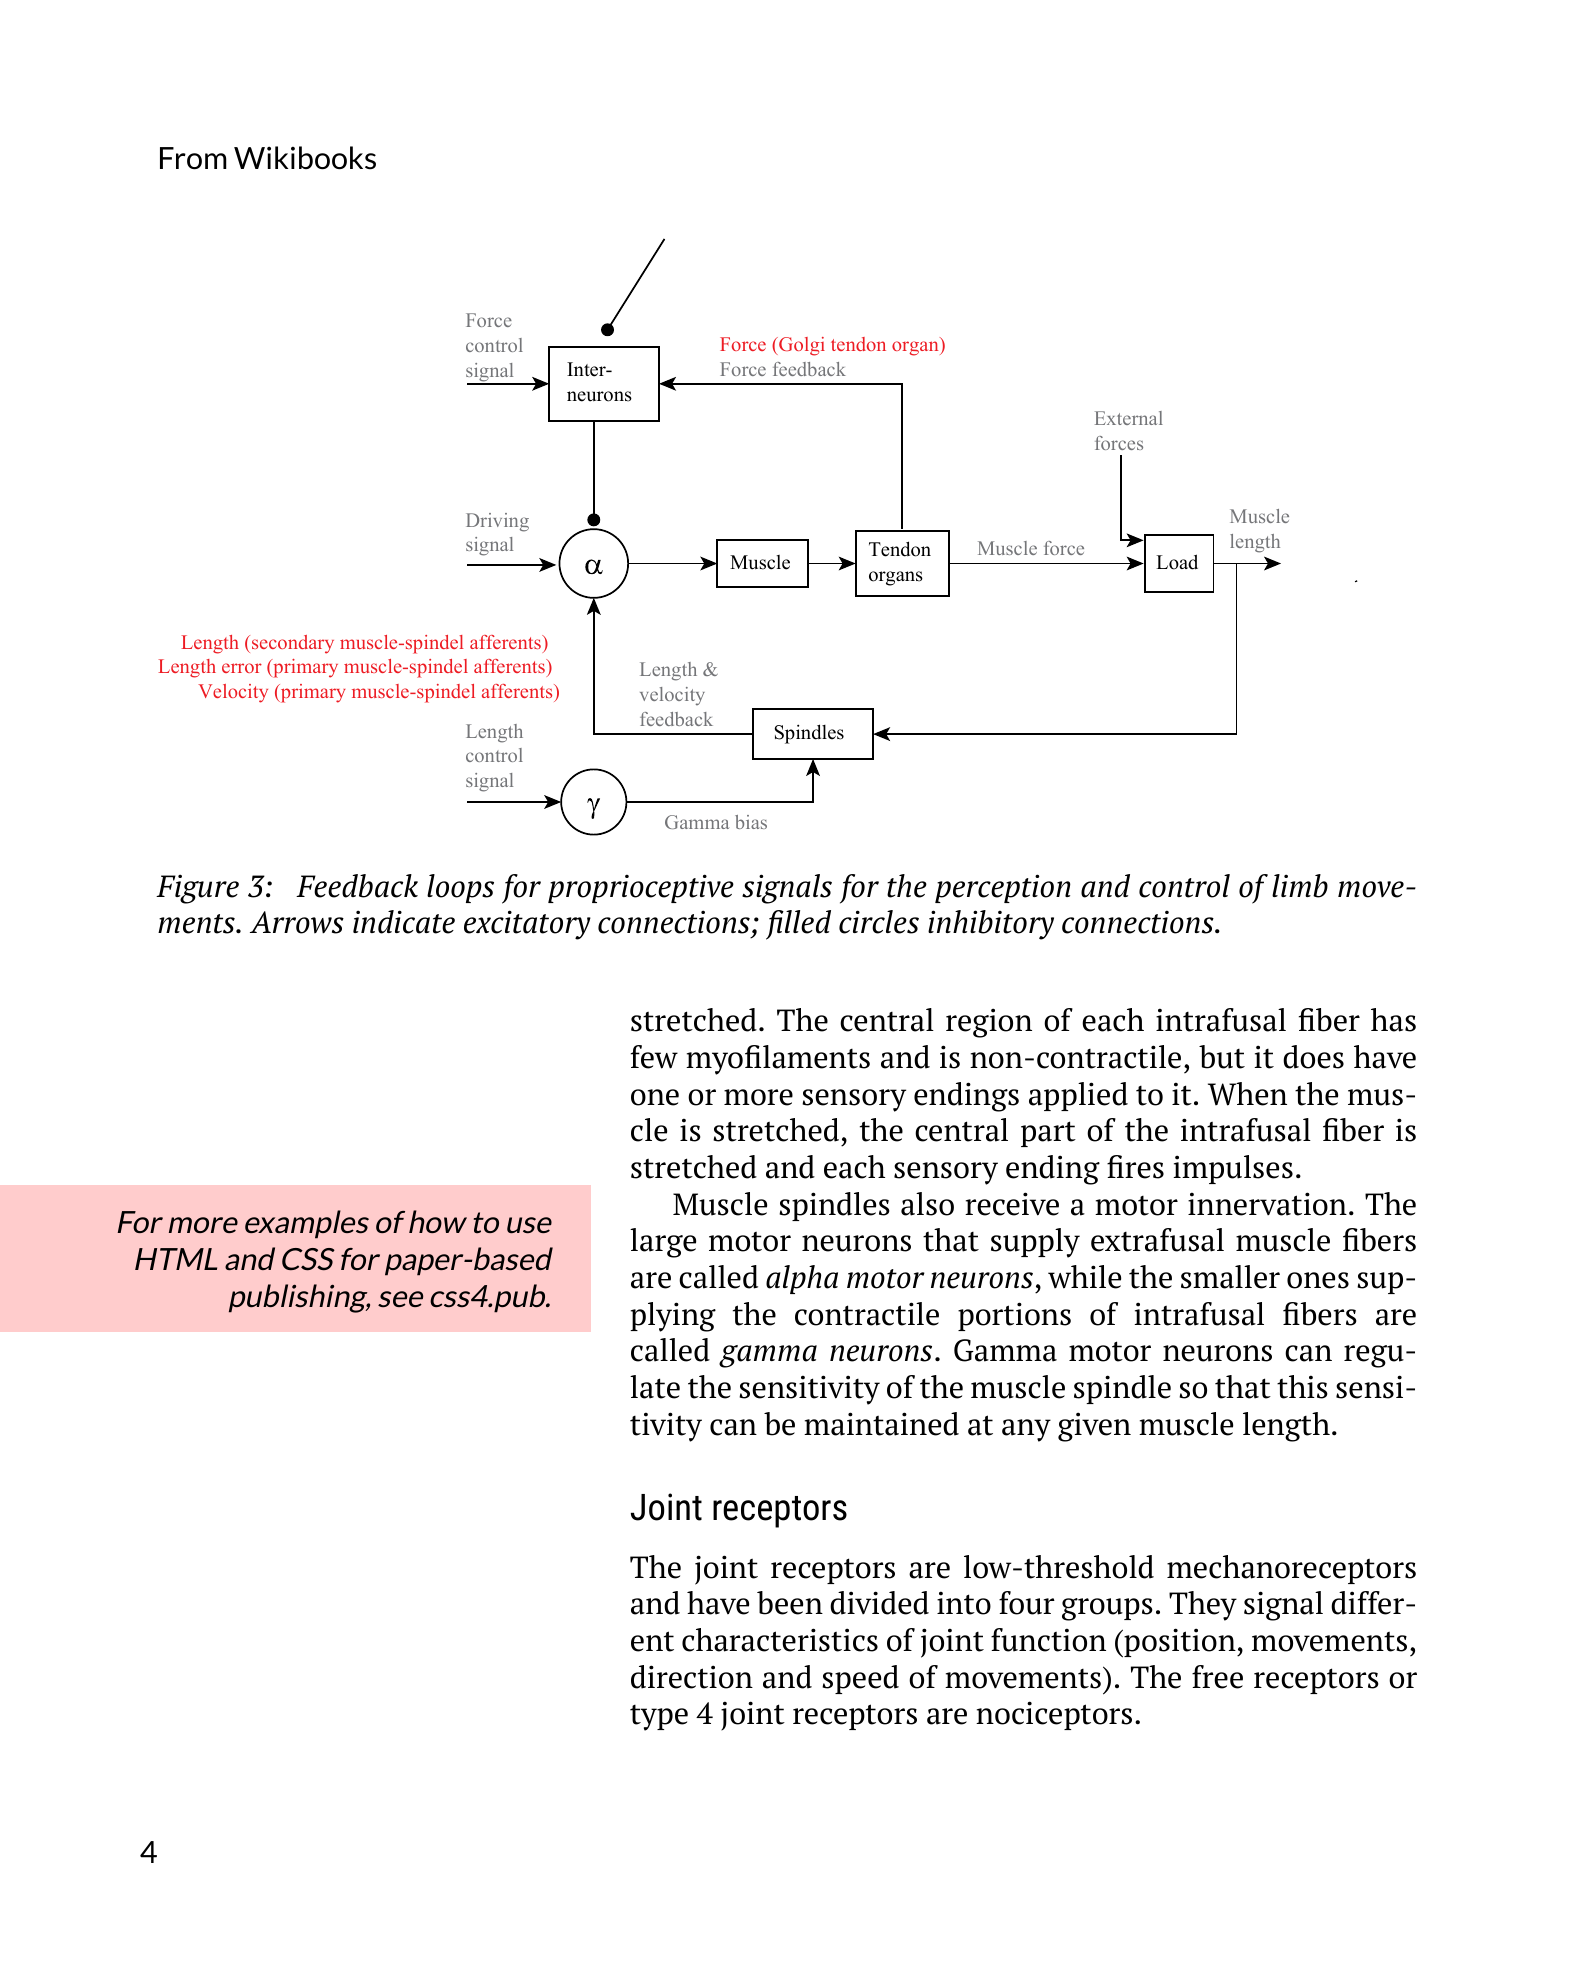 From Wikibooks
Force
control
signal
Inter-
neurons
Force (Golgi tendon organ)
Force feedback
External
forces
Driving
signal
α
Muscle
Tendon
organs
Muscle force
Load
Muscle
length
Length (secondary muscle-spindel afferents)
Length error (primary muscle-spindel afferents)
Velocity (primary muscle-spindel afferents)
Length &
velocity
feedback
Spindles
Length
control
signal
γ
Gamma bias
Figure 3: Feedback loops for proprioceptive signals for the perception and control of limb move-
ments. Arrows indicate excitatory connections; filled circles inhibitory connections.
stretched. The central region of each intrafusal fiber has
few myofilaments and is non-contractile, but it does have
one or more sensory endings applied to it. When the mus-
cle is stretched, the central part of the intrafusal fiber is
stretched and each sensory ending fires impulses.
Muscle spindles also receive a motor innervation. The
large motor neurons that supply extrafusal muscle fibers
are called alpha motor neurons, while the smaller ones sup-
plying the contractile portions of intrafusal fibers are
called gamma neurons. Gamma motor neurons can regu-
late the sensitivity of the muscle spindle so that this sensi-
tivity can be maintained at any given muscle length.
For more examples of how to use
HTML and CSS for paper-based
publishing, see css4.pub.
Joint receptors
The joint receptors are low-threshold mechanoreceptors
and have been divided into four groups. They signal differ-
ent characteristics of joint function (position, movements,
direction and speed of movements). The free receptors or
type 4 joint receptors are nociceptors.
4